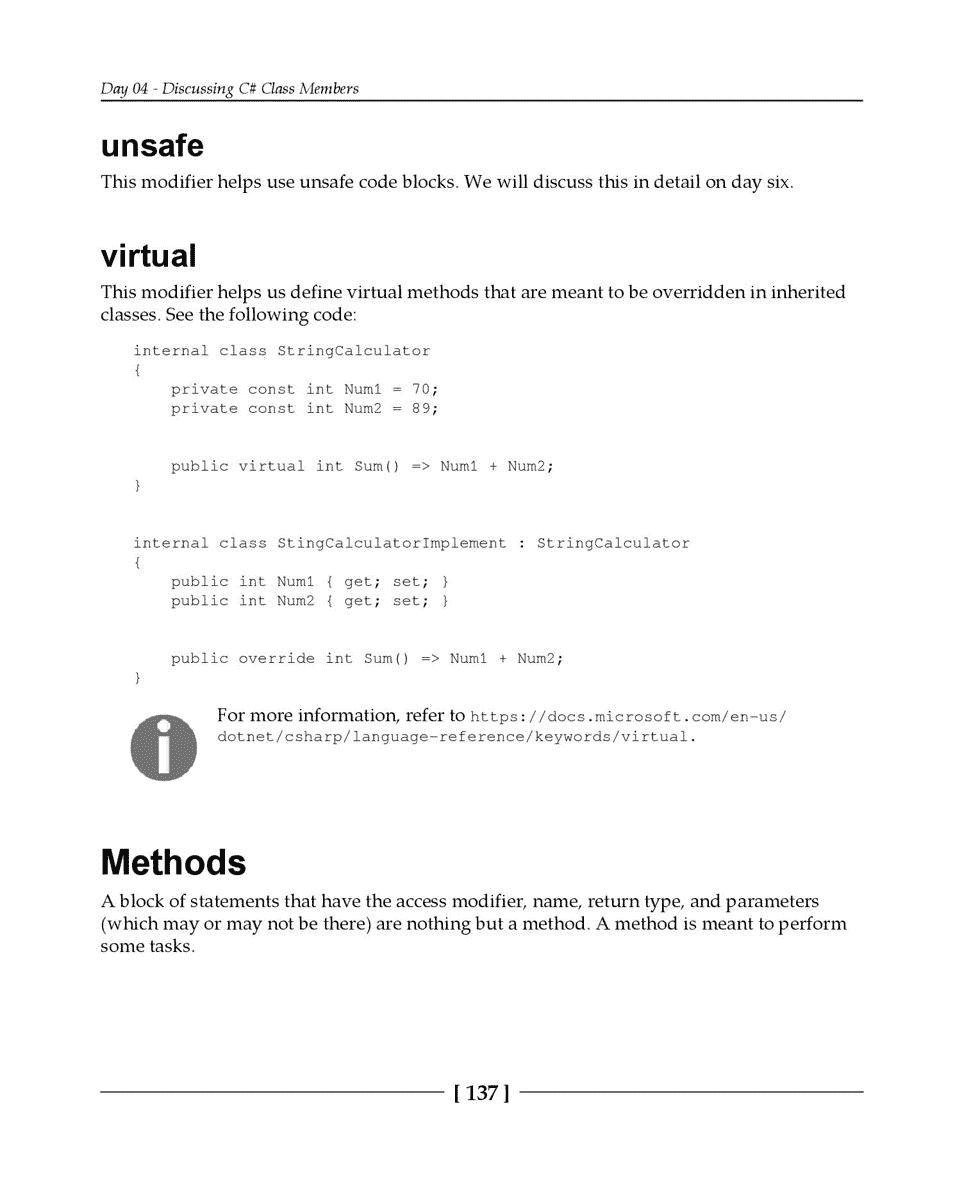 Day 04 - Discussing C# Class Members
unsafe
This modifier helps use unsafe code blocks. We will discuss this in detail on day six.
virtual
This modifier helps us define virtual methods that are meant to be overridden in inherited
classes. See the following code:
internal class StringCalculator
{
    private const int Num1 = 70;
    private const int Num2 = 89;
    public virtual int Sum() => Num1 + Num2;
}
internal class StingCalculatorImplement : StringCalculator
{
    public int Num1 { get; set; }
    public int Num2 { get; set; }
    public override int Sum() => Num1 + Num2;
}
For more information, refer to https://docs.microsoft.com/en-us/
dotnet/csharp/language-reference/keywords/virtual.
Methods
A block of statements that have the access modifier, name, return type, and parameters
(which may or may not be there) are nothing but a method. A method is meant to perform
some tasks.
[ 137 ]